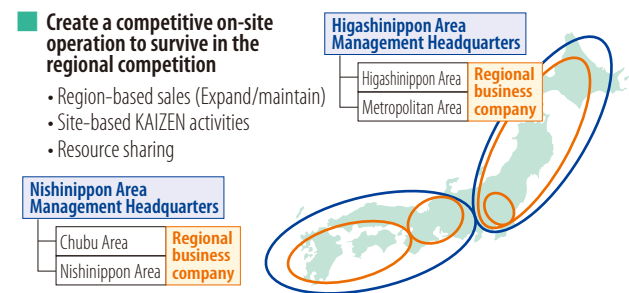 Create a competitive on-site
operation to survive in the
regional competition
• Region-based sales (Expand/maintain)
• Site-based KAIZEN activities
• Resource sharing
Higashinippon Area
Management Headquarters
Higashinippon Area
Metropolitan Area
Regional
business
company
Nishinippon Area
Management Headquarters
Chubu Area
Nishinippon Area
Regional
business
company